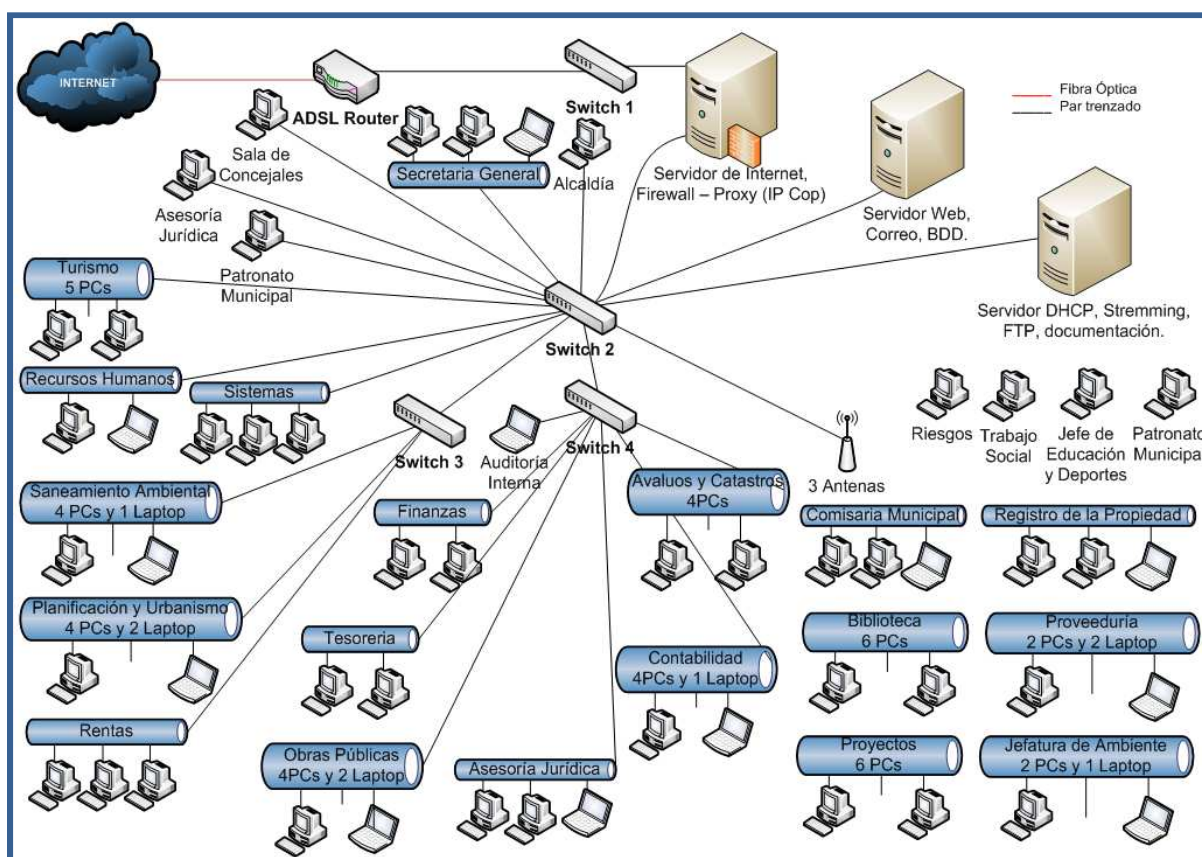 INTERNET
ADSL Router
Switch 1
Fibra Óptica
Par trenzado
Sala de
Concejales
Secretaria General
Alcaldía
Servidor de Internet,
Firewall – Proxy (IP Cop)
Servidor Web,
Correo, BDD.
Asesoría
Jurídica
Patronato
Municipal
Turismo
5 PCs
Servidor DHCP, Stremming,
FTP, documentación.
Switch 2
Recursos Humanos
Sistemas
Switch 3
Auditoría
Interna
Switch 4
3 Antenas
Riesgos
Trabajo
Social
Jefe de
Educación
y Deportes
Patronato
Municipal
Saneamiento Ambiental
4 PCs y 1 Laptop
Finanzas
Avaluos y Catastros
4PCs
Comisaria Municipal
Registro de la Propiedad
Planificación y Urbanismo
4 PCs y 2 Laptop
Tesoreria
Contabilidad
4PCs y 1 Laptop
Biblioteca
6 PCs
Proveeduría
2 PCs y 2 Laptop
Rentas
Obras Públicas
4PCs y 2 Laptop
Asesoría Jurídica
Proyectos
6 PCs
Jefatura de Ambiente
2 PCs y 1 Laptop